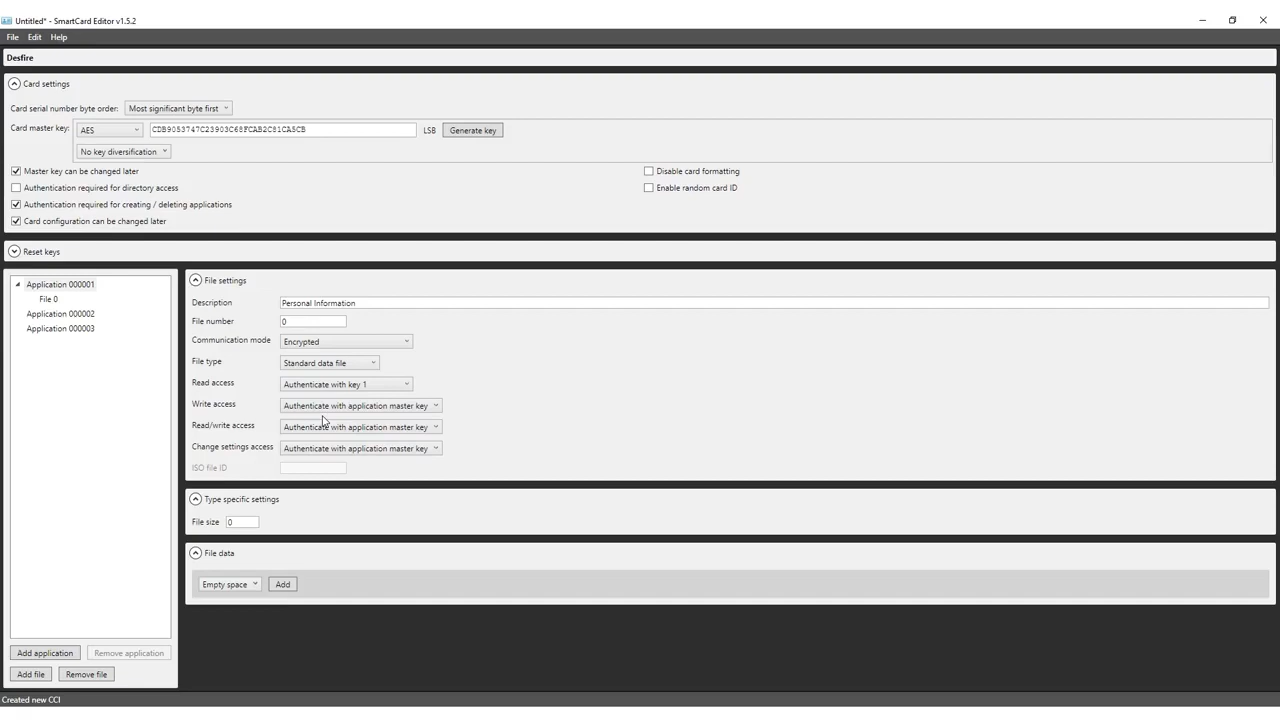 Untitled* - SmartCard Editor v1.5.2
File Edit Help
Desfire
Card settings
Card serial number byte order: Most significant byte first
Card master key: AES CDB9053747C23903C68FCAB2C81CA5CB LSB Generate key
No key diversification
Master key can be changed later Disable card formatting
Authentication required for directory access Enable random card ID
Authentication required for creating / deleting applications
Card configuration can be changed later
Reset keys
Application 000001
File 0
Application 000002
Application 000003
Add application Remove application
Add file Remove file
File settings
Description Personal Information
File number 0
Communication mode Encrypted
File type Standard data file
Read access Authenticate with key 1
Write access Authenticate with application master key
Read/write access Authenticate with application master key
Change settings access Authenticate with application master key
ISO file ID
Type specific settings
File size 0
File data
Empty space Add
Created new CCI